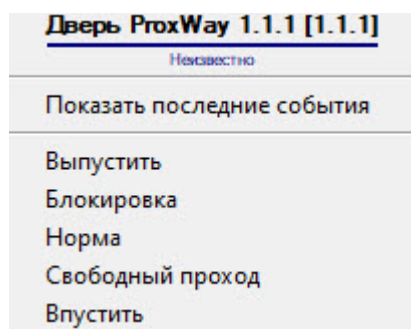 Дверь ProxWay 1.1.1 [1.1.1]
Неизвестно
Показать последние события
Выпустить
Блокировка
Норма
Свободный проход
Впустить